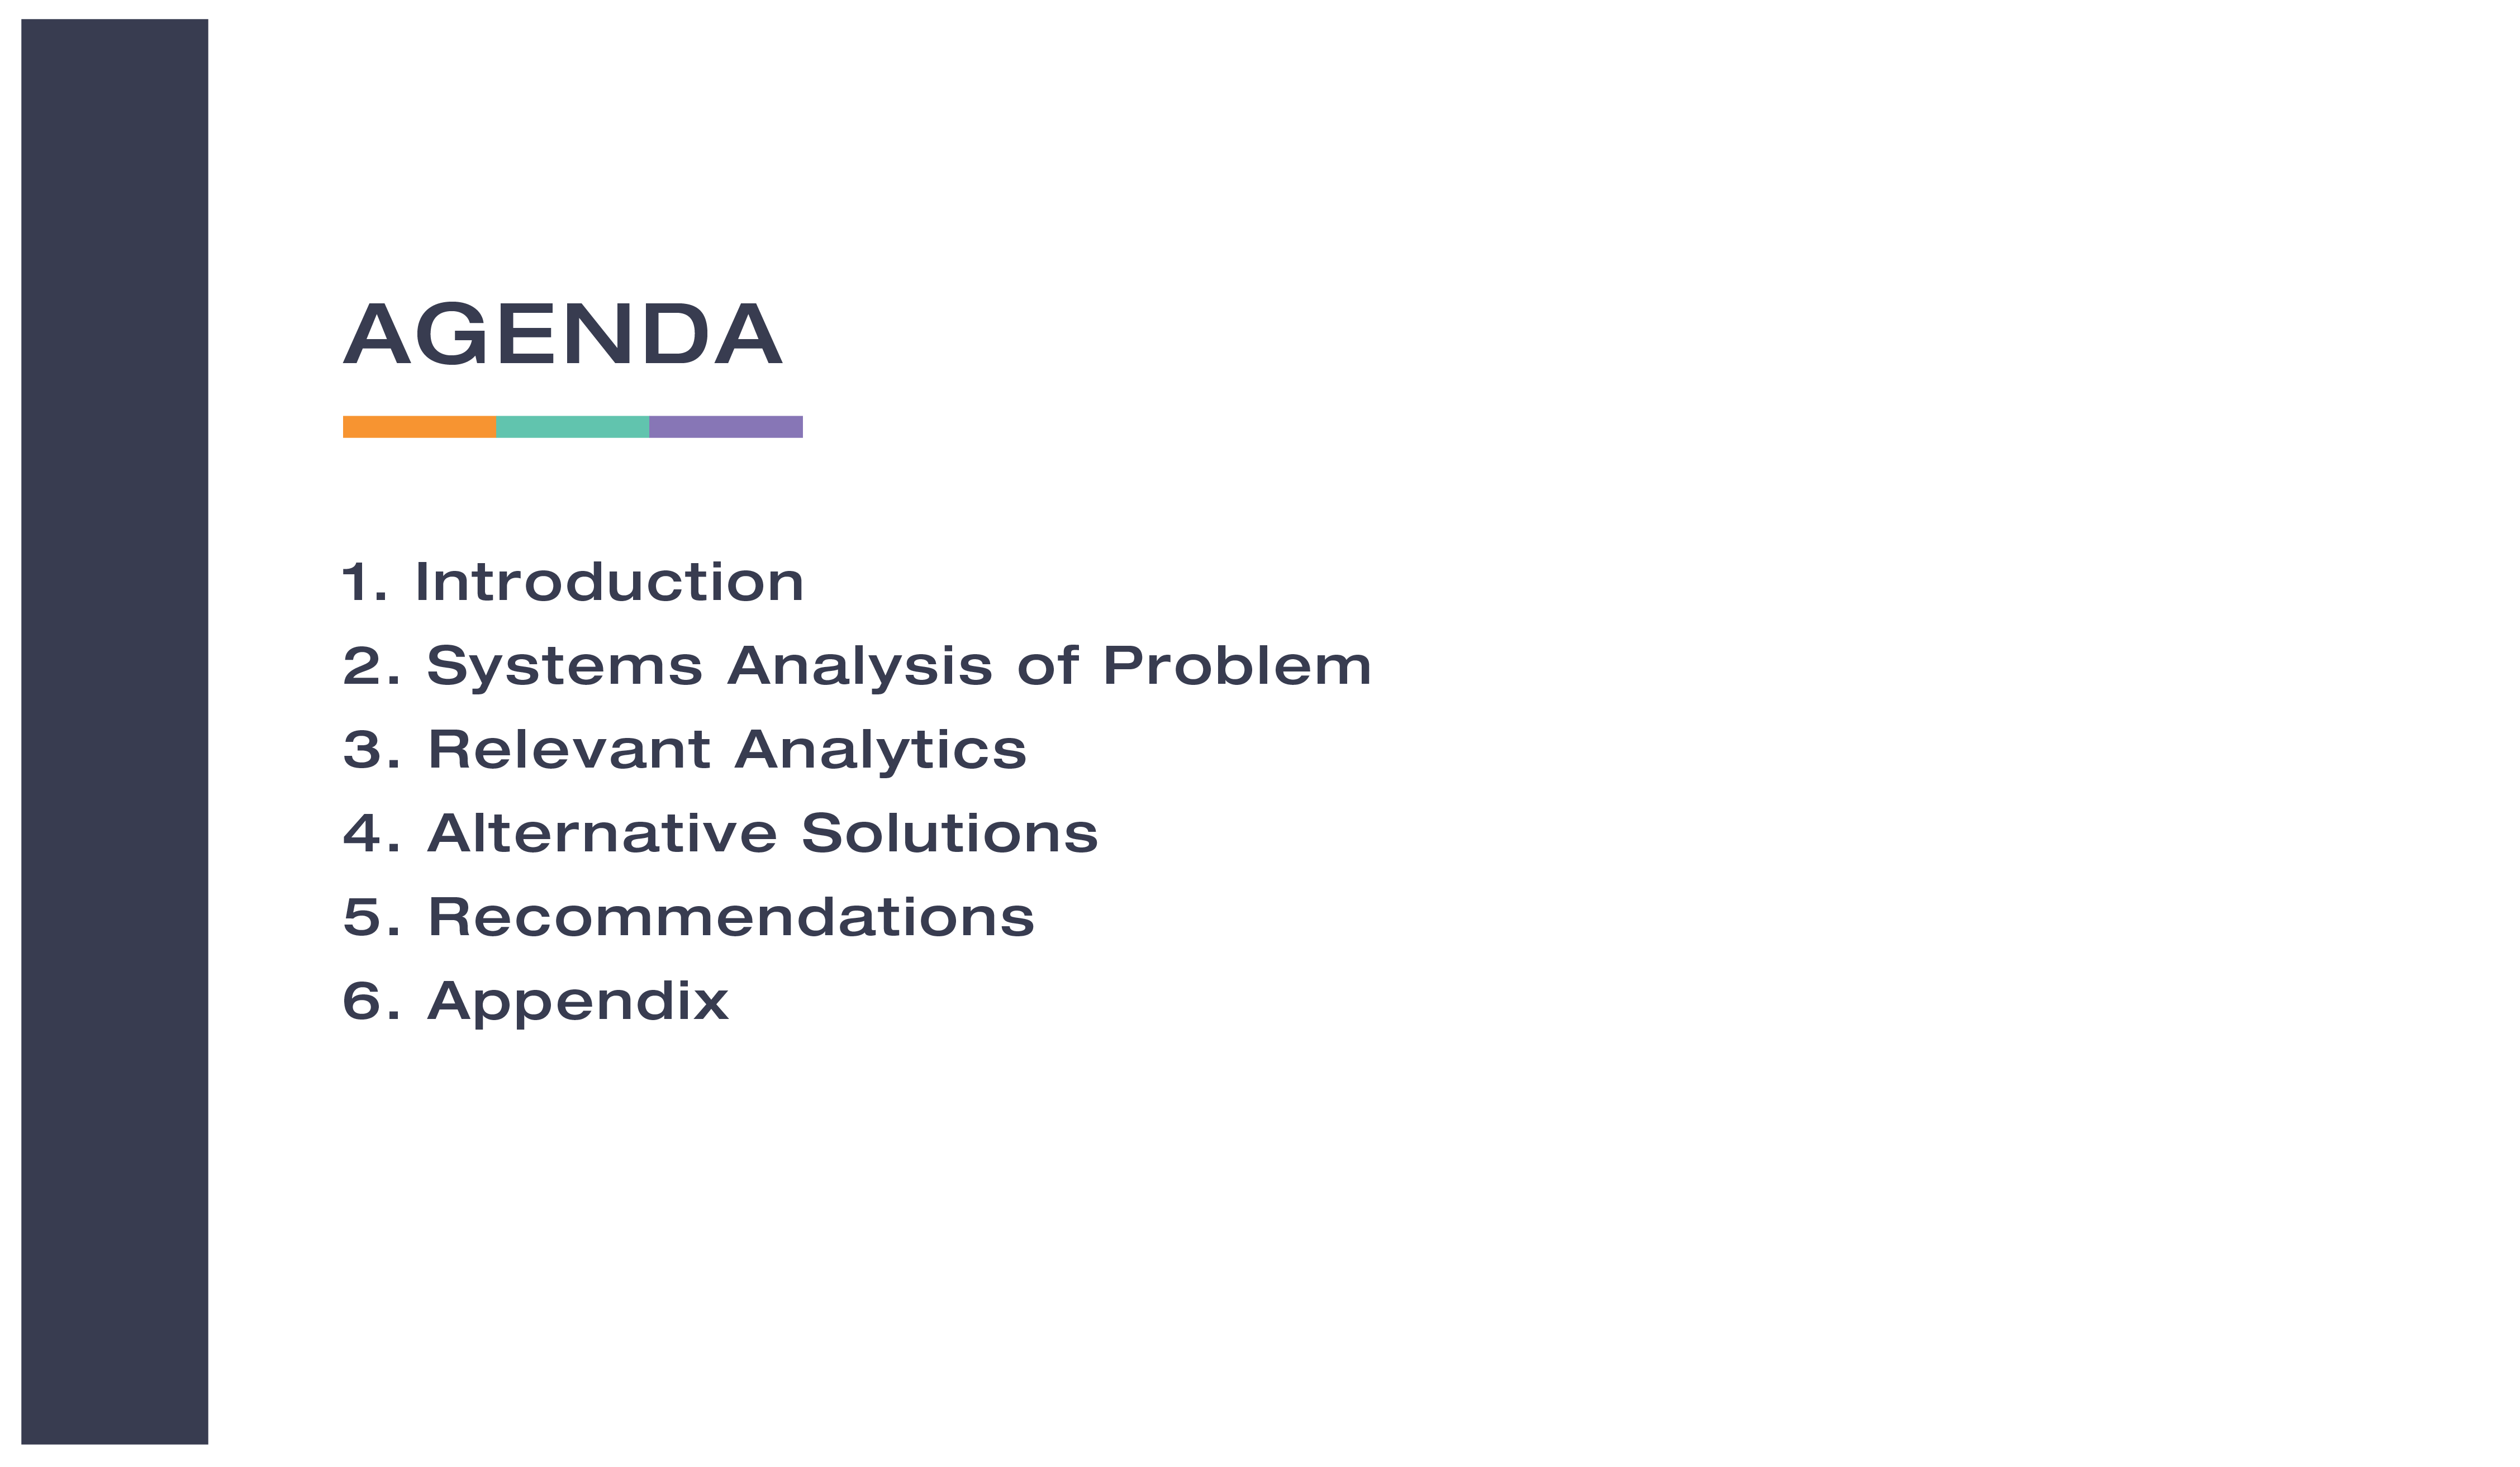 AGENDA
1. Introduction
2. Systems Analysis of Problem
3. Relevant Analytics
4. Alternative Solutions
5. Recommendations
6. Appendix